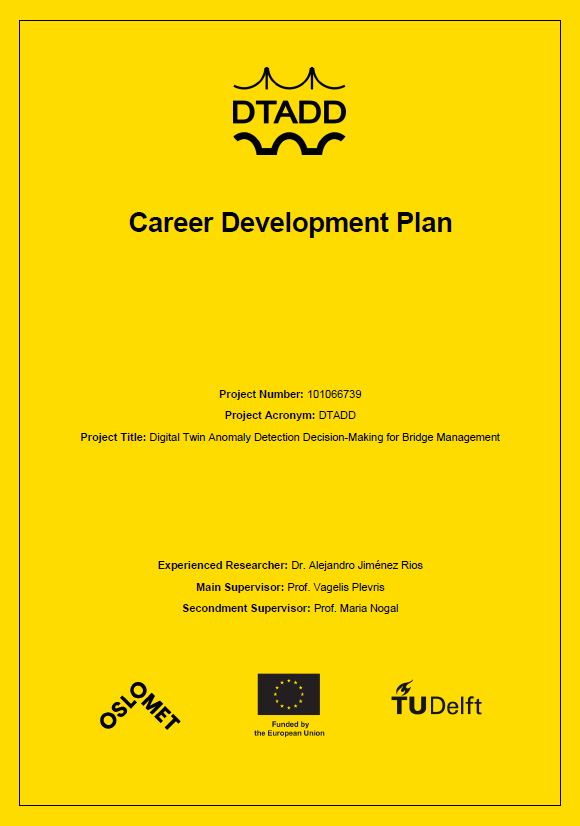 DTADD
Career Development Plan
Project Number: 101066739
Project Acronym: DTADD
Project Title: Digital Twin Anomaly Detection Decision-Making for Bridge Management
Experienced Researcher: Dr. Alejandro Jiménez Rios
Main Supervisor: Prof. Vagelis Plevris
Secondment Supervisor: Prof. Maria Nogal
OSLOMET
Funded by
the European Union
TUDelft